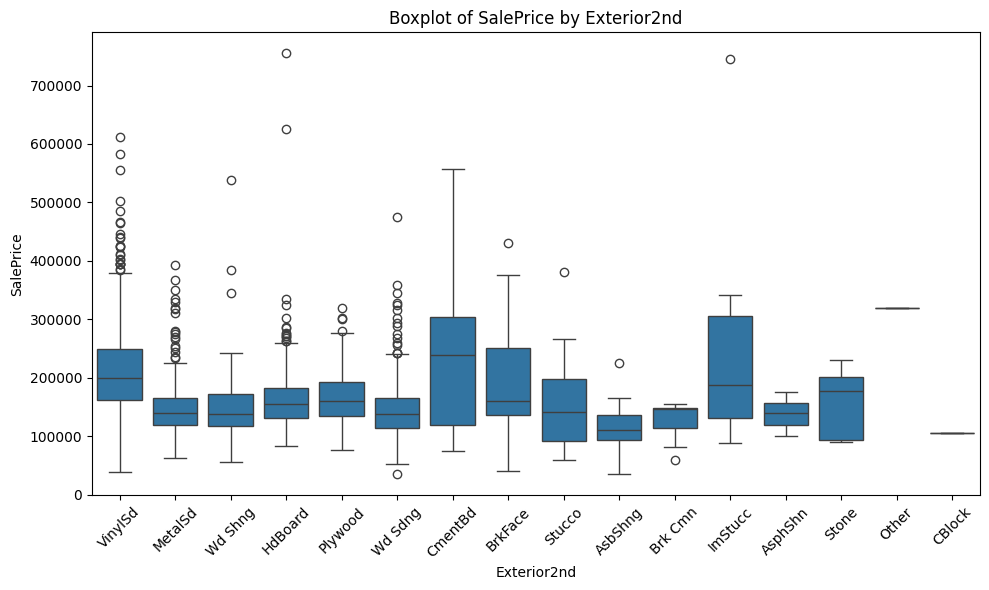 Boxplot of SalePrice by Exterior2nd
SalePrice
700000
600000
500000
400000
300000
200000
100000
0
VinylSd MetalSd Wd Shng HdBoard Plywood Wd Sdng CmentBd BrkFace Stucco AsbShng Brk Cmn ImStucc AsphShn Stone Other CBlock
Exterior2nd